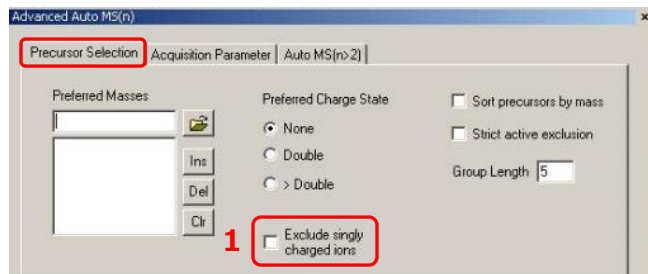 Advanced Auto MS(n)
Precursor Selection
Acquisition Parameter
Auto MS(n>2)
Preferred Masses
Ins
Del
Clr
Preferred Charge State
None
Double
> Double
1
Exclude singly
charged ions
Sort precursors by mass
Strict active exclusion
Group Length 5